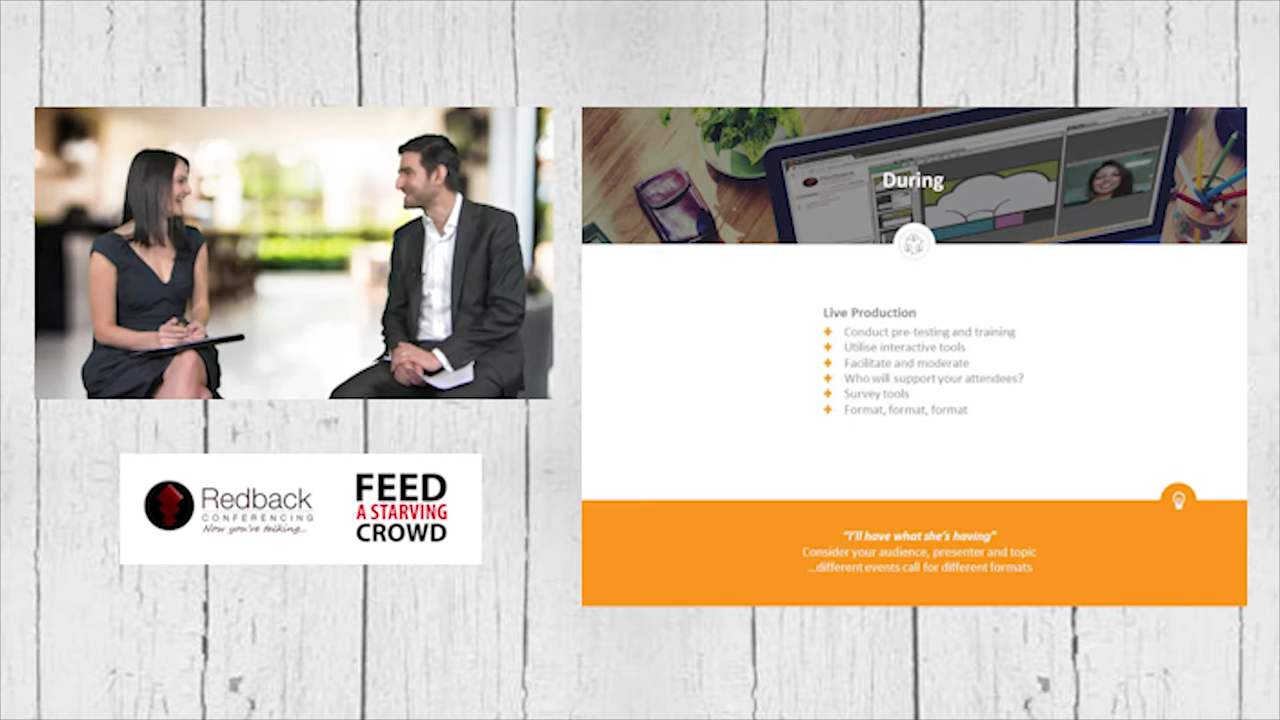 During
Live Production
Conduct pre-testing and training
Utilise interactive tools
Facilitate and moderate
Who will support your attendees?
Survey tools
Format, format, format
Redback
CONFERENCING
Now you're talking...
FEED
A STARVING
CROWD
"I'll have what she's having"
Consider your audience, presenter and topic
...different events call for different formats